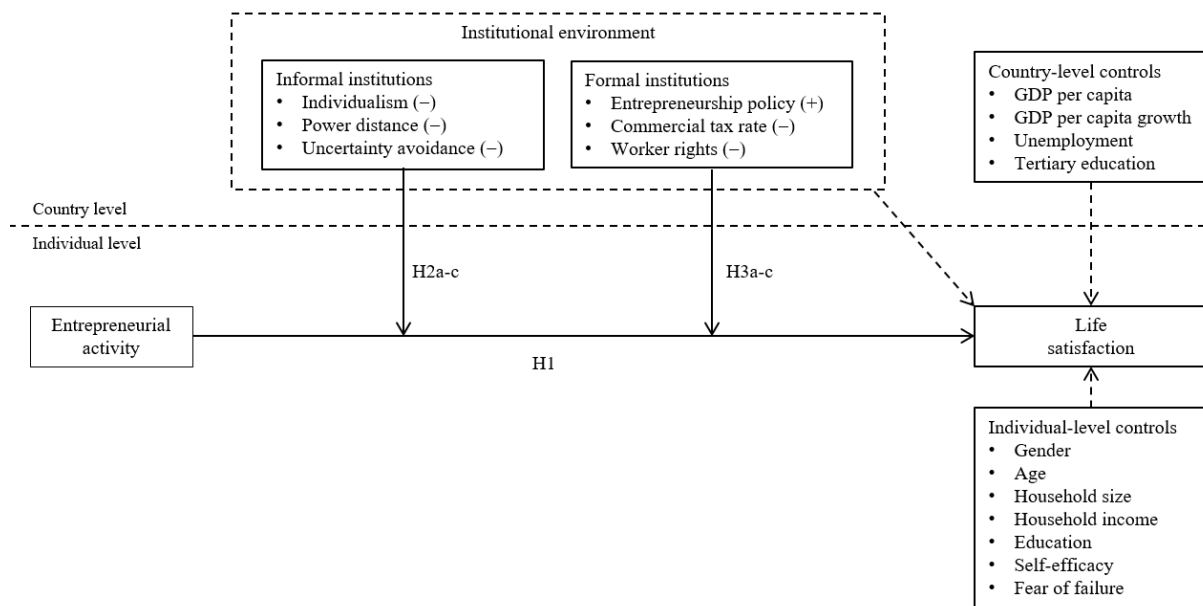 Institutional environment
Informal institutions
• Individualism (−)
• Power distance (−)
• Uncertainty avoidance (−)
Formal institutions
• Entrepreneurship policy (+)
• Commercial tax rate (−)
• Worker rights (−)
Country-level controls
• GDP per capita
• GDP per capita growth
• Unemployment
• Tertiary education
Country level
Individual level
H2a-c
H3a-c
Entrepreneurial
activity
H1
Life
satisfaction
Individual-level controls
• Gender
• Age
• Household size
• Household income
• Education
• Self-efficacy
• Fear of failure